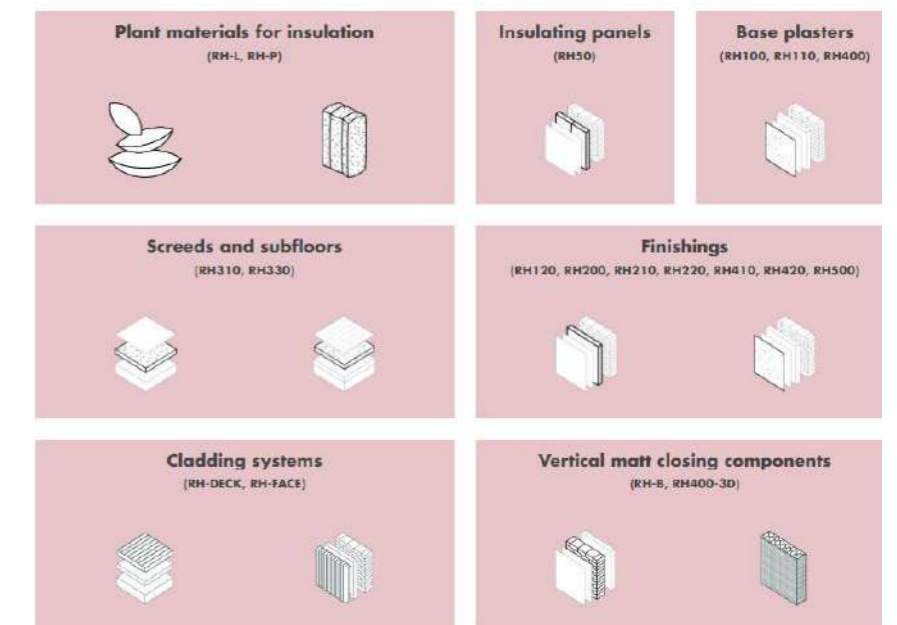 Plant materials for insulation
(RH-L, RH-P)
Insulating panels
(RH50)
Base plasters
(RH100, RH110, RH400)
Screeds and subfloors
(RH310, RH330)
Finishings
(RH120, RH200, RH210, RH220, RH410, RH420, RH500)
Cladding systems
(RH-DECK, RH-FACE)
Vertical matt closing components
(RH-B, RH400-3D)